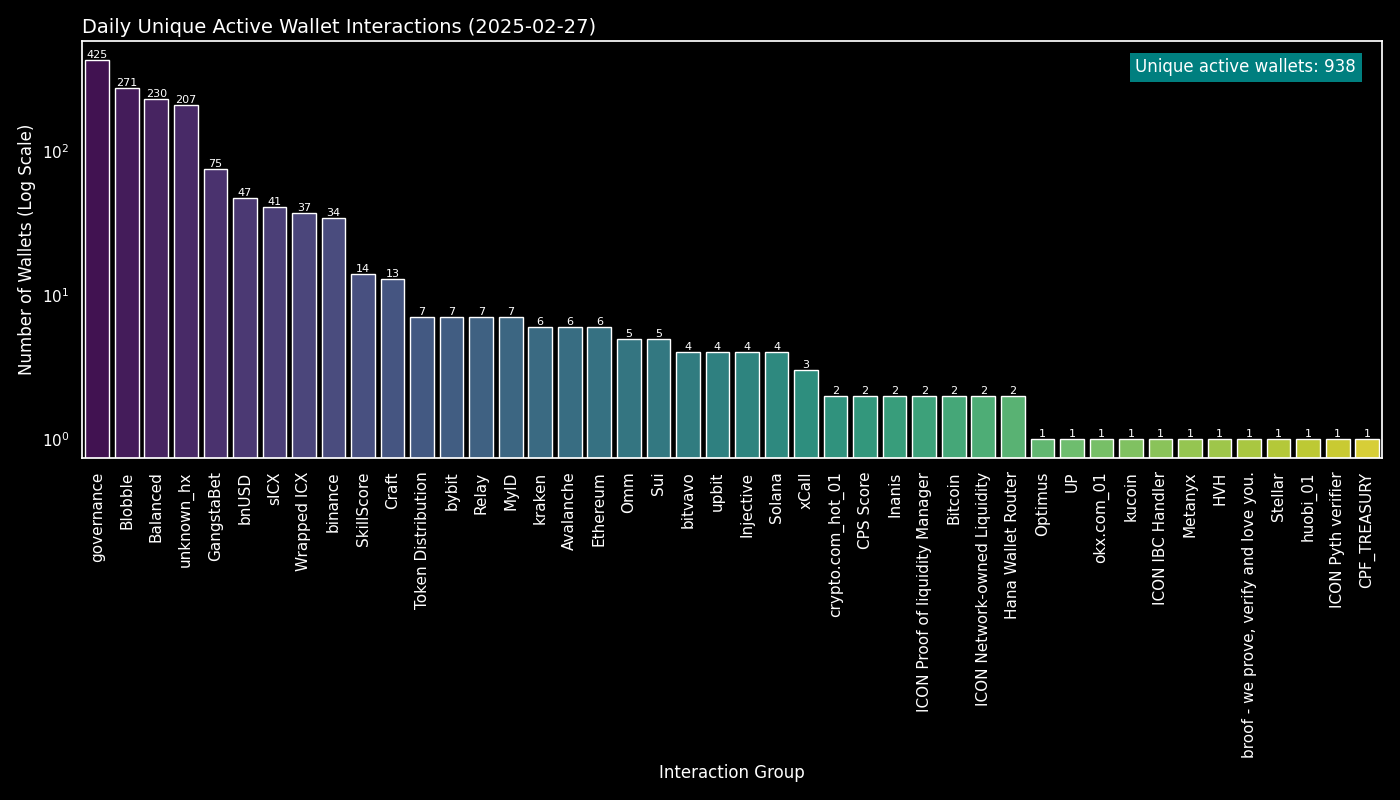 Daily Unique Active Wallet Interactions (2025-02-27)
Unique active wallets: 938
Number of Wallets (Log Scale)
10²
10¹
10⁰
425
271
230
207
75
47
41
37
34
14
13
7
7
7
7
6
6
6
5
5
4
4
4
4
3
2
2
2
2
2
2
2
1
1
1
1
1
1
1
1
1
1
1
1
governance
Blobble
Balanced
unknown_hx
GangstaBet
bnUSD
sICX
Wrapped ICX
binance
SkillScore
Craft
Token Distribution
bybit
Relay
MyID
kraken
Avalanche
Ethereum
Omm
Sui
bitvavo
upbit
Injective
Solana
xCall
crypto.com_hot_01
CPS Score
Inanis
ICON Proof of liquidity Manager
Bitcoin
ICON Network-owned Liquidity
Hana Wallet Router
Optimus
UP
okx.com_01
kucoin
ICON IBC Handler
Metanyx
HVH
broof - we prove, verify and love you.
Stellar
huobi_01
ICON Pyth verifier
CPF_TREASURY
Interaction Group